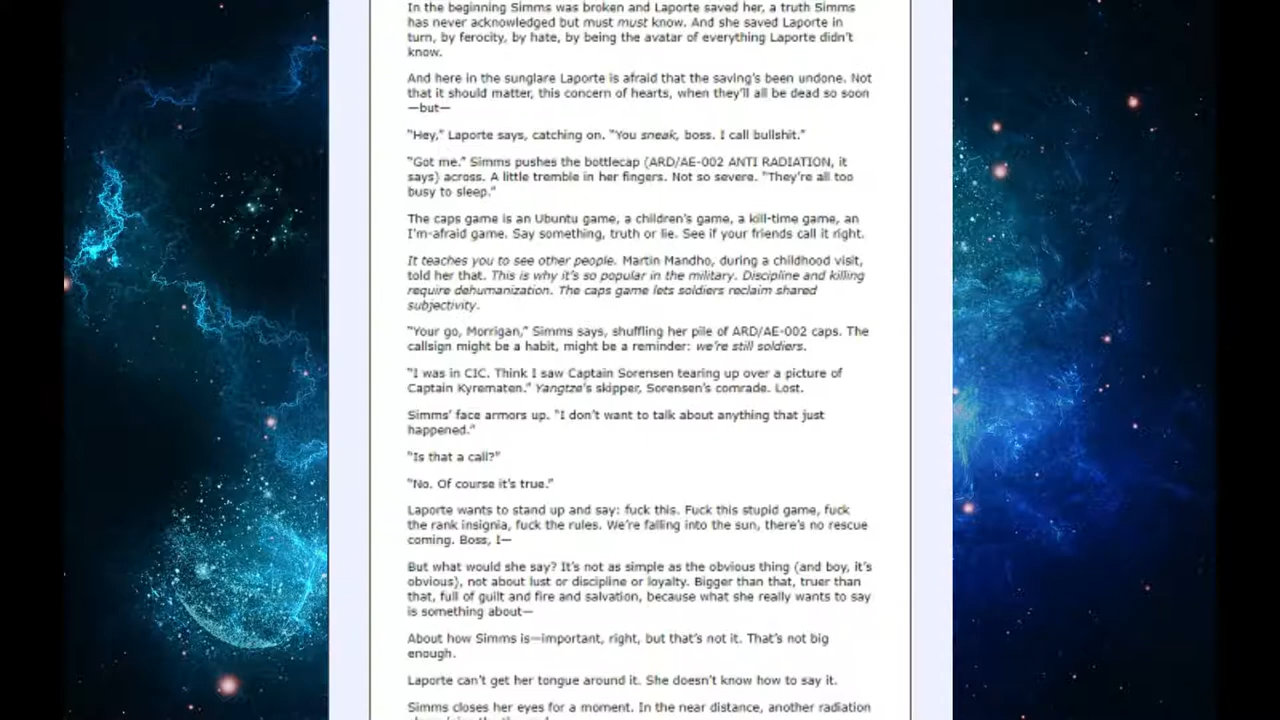 In the beginning Simms was broken and Laporte saved her, a truth Simms
has never acknowledged but must must know. And she saved Laporte in
turn, by ferocity, by hate, by being the avatar of everything Laporte didn't
know.
And here in the sunglare Laporte is afraid that the saving's been undone. Not
that it should matter, this concern of hearts, when they'll all be dead so soon
—but—
"Hey," Laporte says, catching on. "You sneak, boss. I call bullshit."
"Got me." Simms pushes the bottlecap (ARD/AE-002 ANTI RADIATION, it
says) across. A little tremble in her fingers. Not so severe. "They're all too
busy to sleep."
The caps game is an Ubuntu game, a children's game, a kill-time game, an
I'm-afraid game. Say something, truth or lie. See if your friends call it right.
It teaches you to see other people. Martin Mandho, during a childhood visit,
told her that. This is why it's so popular in the military. Discipline and killing
require dehumanization. The caps game lets soldiers reclaim shared
subjectivity.
"Your go, Morrigan," Simms says, shuffling her pile of ARD/AE-002 caps. The
callsign might be a habit, might be a reminder: we're still soldiers.
"I was in CIC. Think I saw Captain Sorensen tearing up over a picture of
Captain Kyrematen." Yangtze's skipper, Sorensen's comrade. Lost.
Simms' face armors up. "I don't want to talk about anything that just
happened."
"Is that a call?"
"No. Of course it's true."
Laporte wants to stand up and say: fuck this. Fuck this stupid game, fuck
the rank insignia, fuck the rules. We're falling into the sun, there's no rescue
coming. Boss, I—
But what would she say? It's not as simple as the obvious thing (and boy, it's
obvious), not about lust or discipline or loyalty. Bigger than that, truer than
that, full of guilt and fire and salvation, because what she really wants to say
is something about—
About how Simms is—important, right, but that's not it. That's not big
enough.
Laporte can't get her tongue around it. She doesn't know how to say it.
Simms closes her eyes for a moment. In the near distance, another radiation